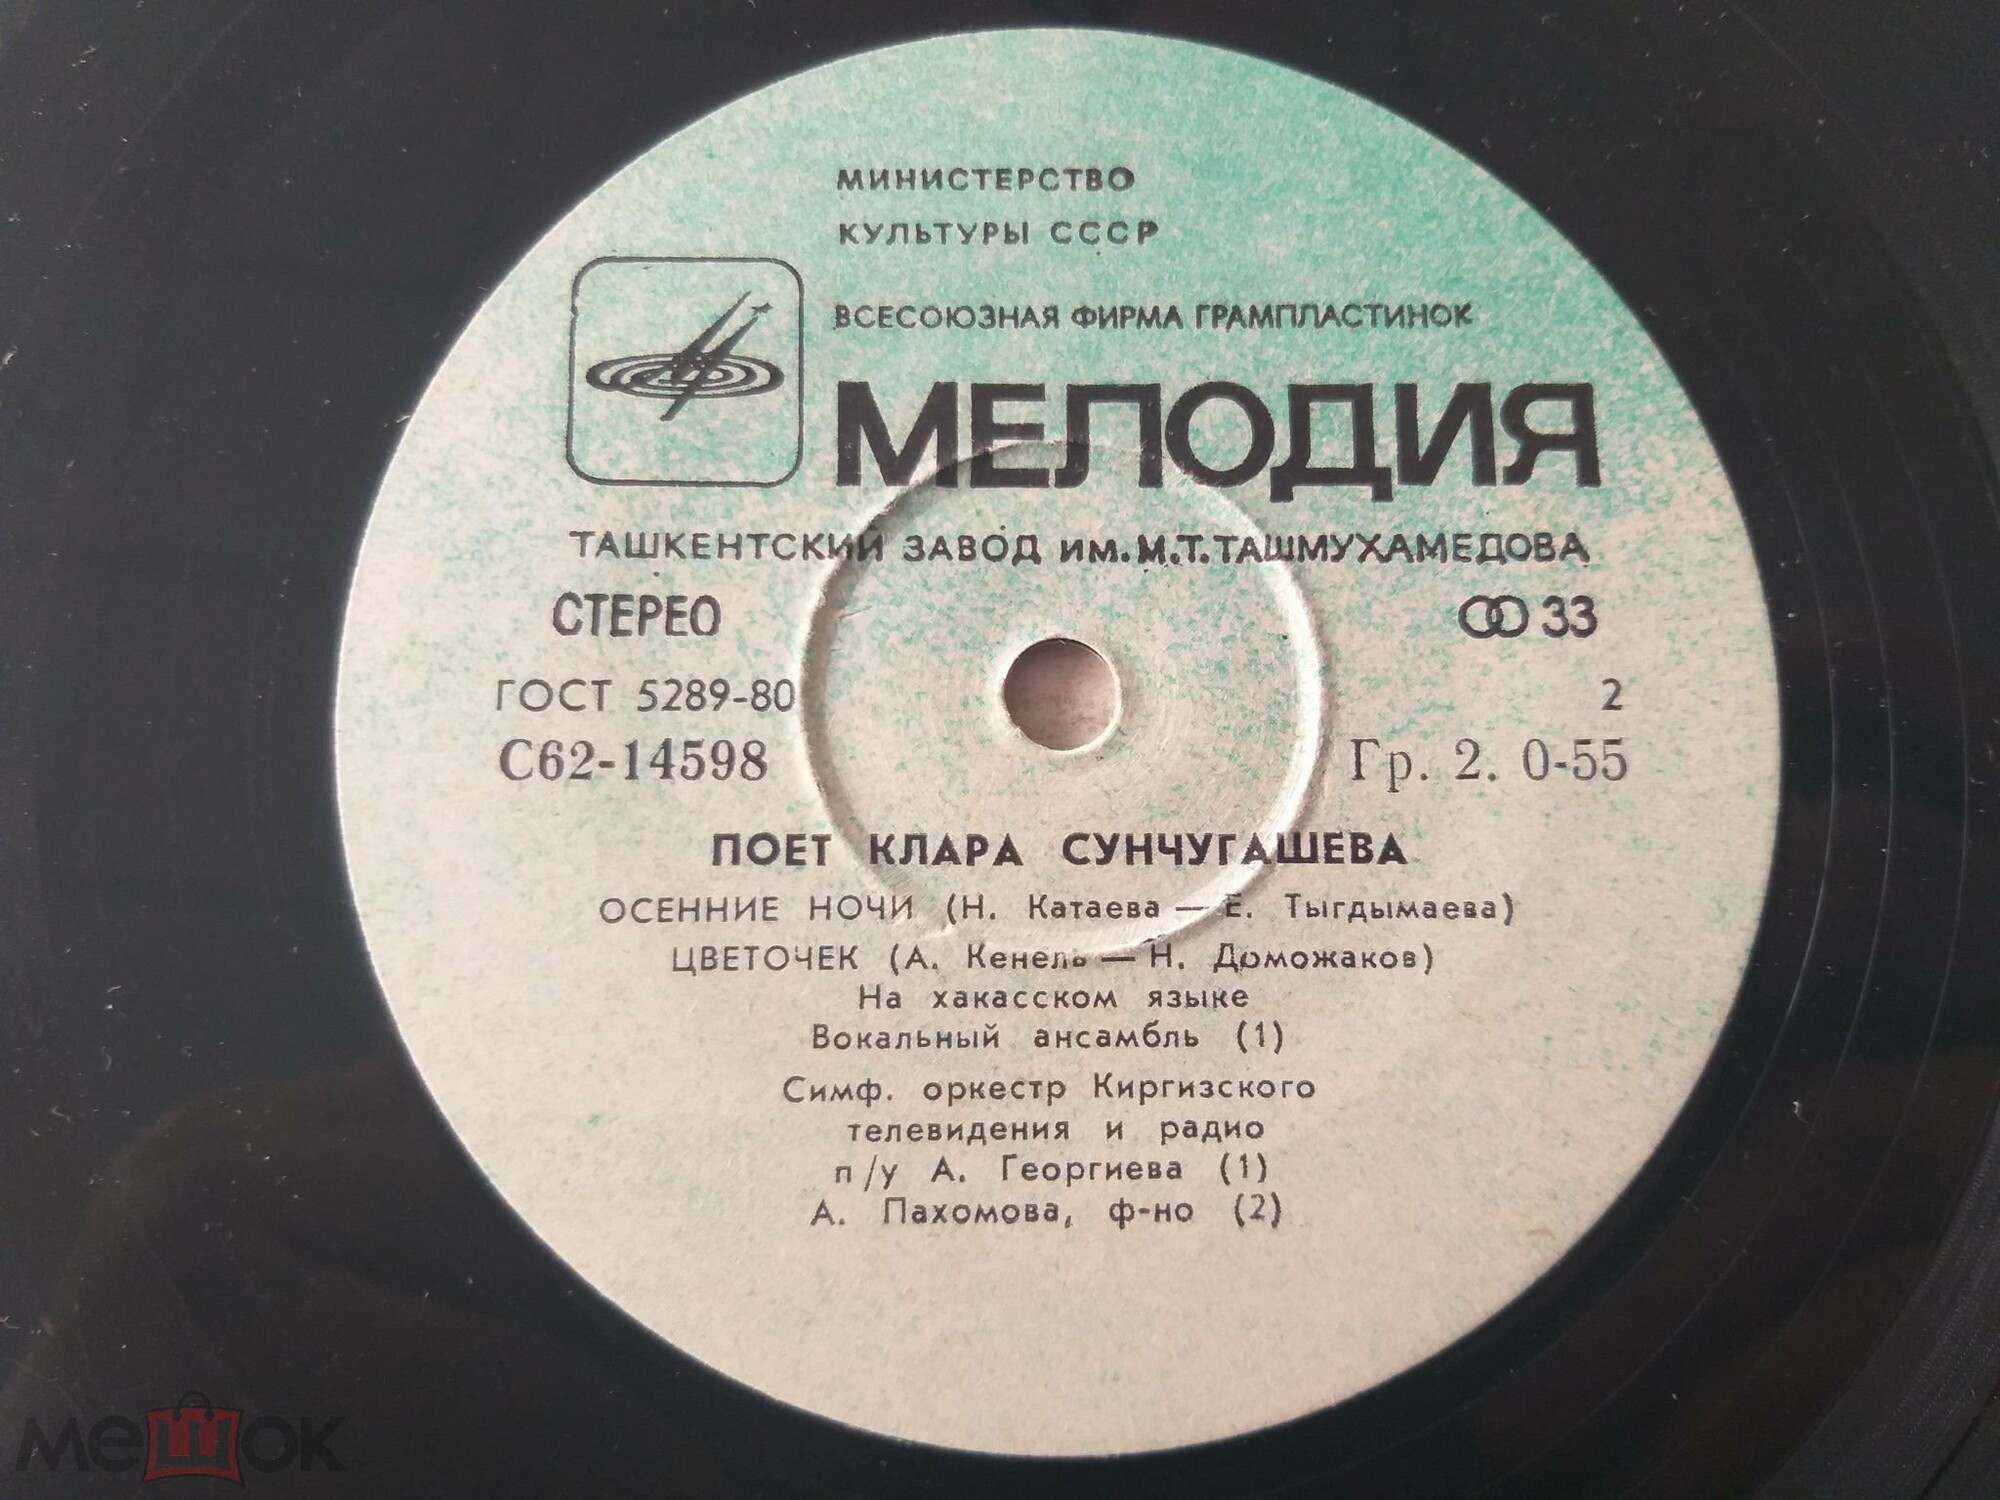 МИНИСТЕРСТВО
КУЛЬТУРЫ СССР
ВСЕСОЮЗНАЯ ФИРМА ГРАМПЛАСТИНОК
МЕЛОДИЯ
ТАШКЕНТСКИЙ ЗАВОД ИМ. М.Т. ТАШМУХАМЕДОВА
СТЕРЕО 33
ГОСТ 5289-80 2
С62-14598 Гр. 2. 0-55
ПОЕТ КЛАРА СУНЧУГАШЕВА
ОСЕННИЕ НОЧИ (Н. Катаева — Е. Тыгдымаева)
ЦВЕТОЧЕК (А. Кенель — Н. Доможаков)
На хакасском языке
Вокальный ансамбль (1)
Симф. оркестр Киргизского
телевидения и радио
п/у А. Георгиева (1)
А. Пахомова, ф-но (2)
мешок